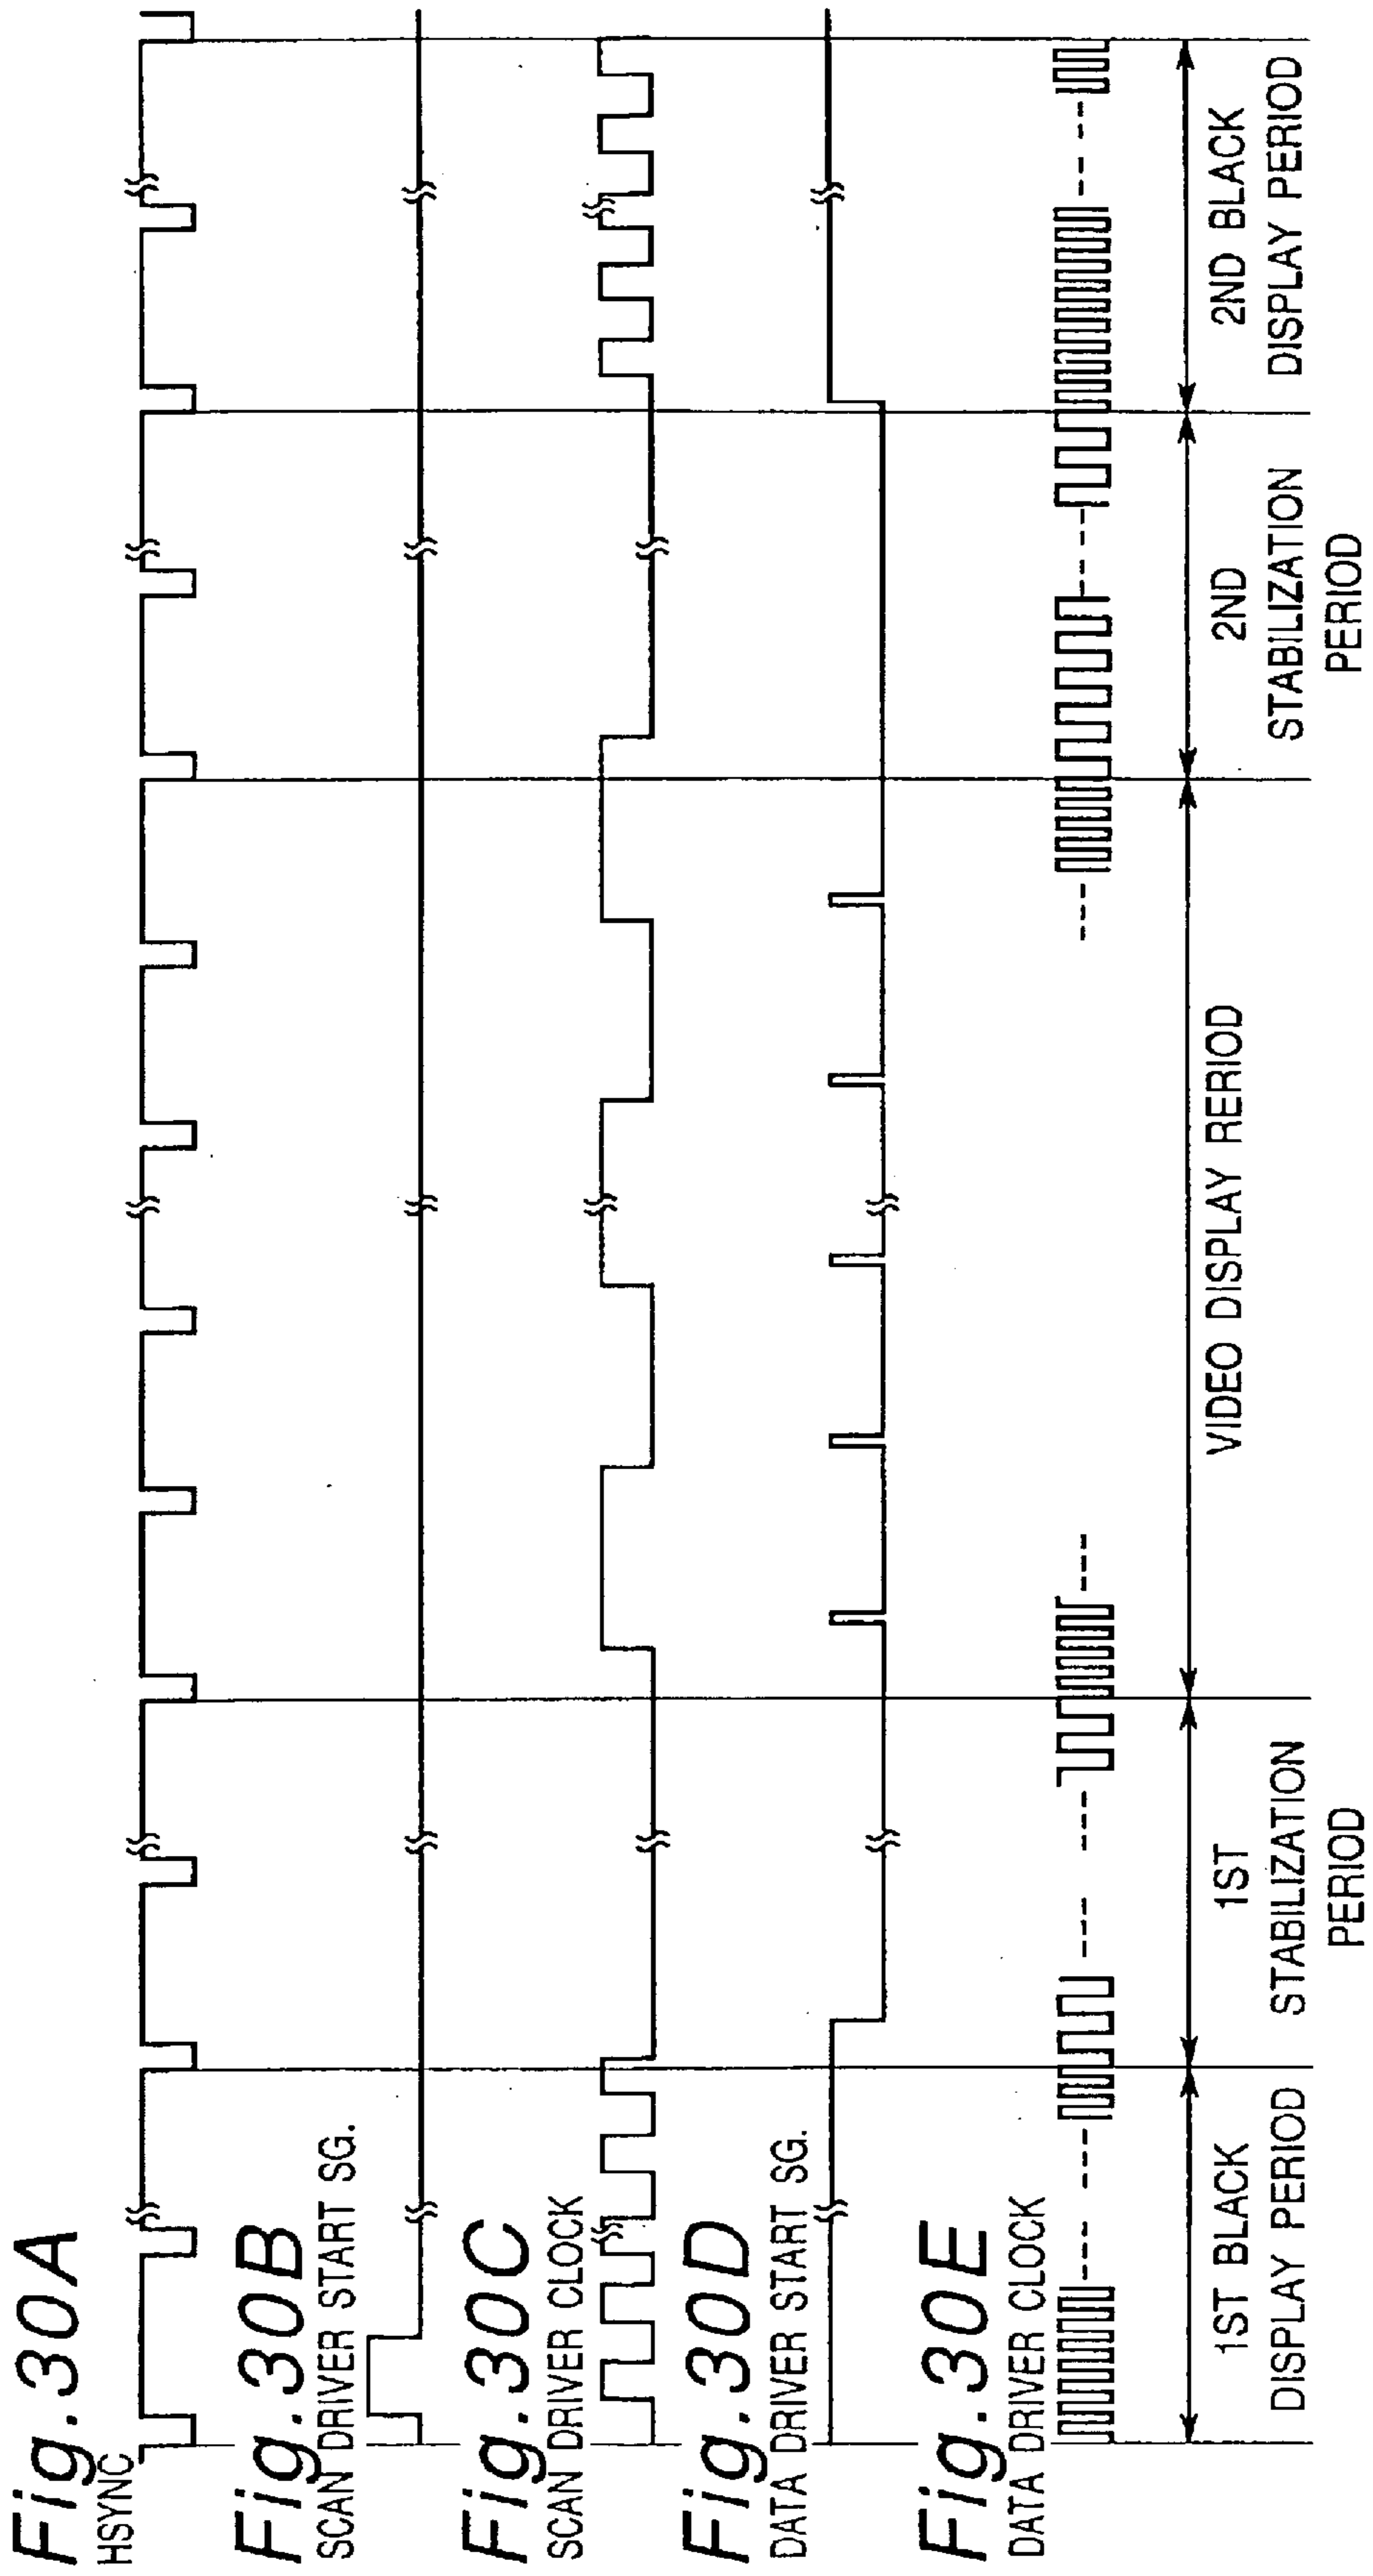 Fig.30A
HSYNC
Fig.30B
SCAN DRIVER START SG.
Fig.30C
SCAN DRIVER CLOCK
Fig.30D
DATA DRIVER START SG.
Fig.30E
DATA DRIVER CLOCK
1ST BLACK
DISPLAY PERIOD
1ST
STABILIZATION
PERIOD
VIDEO DISPLAY RERIOD
2ND
STABILIZATION
PERIOD
2ND BLACK
DISPLAY PERIOD